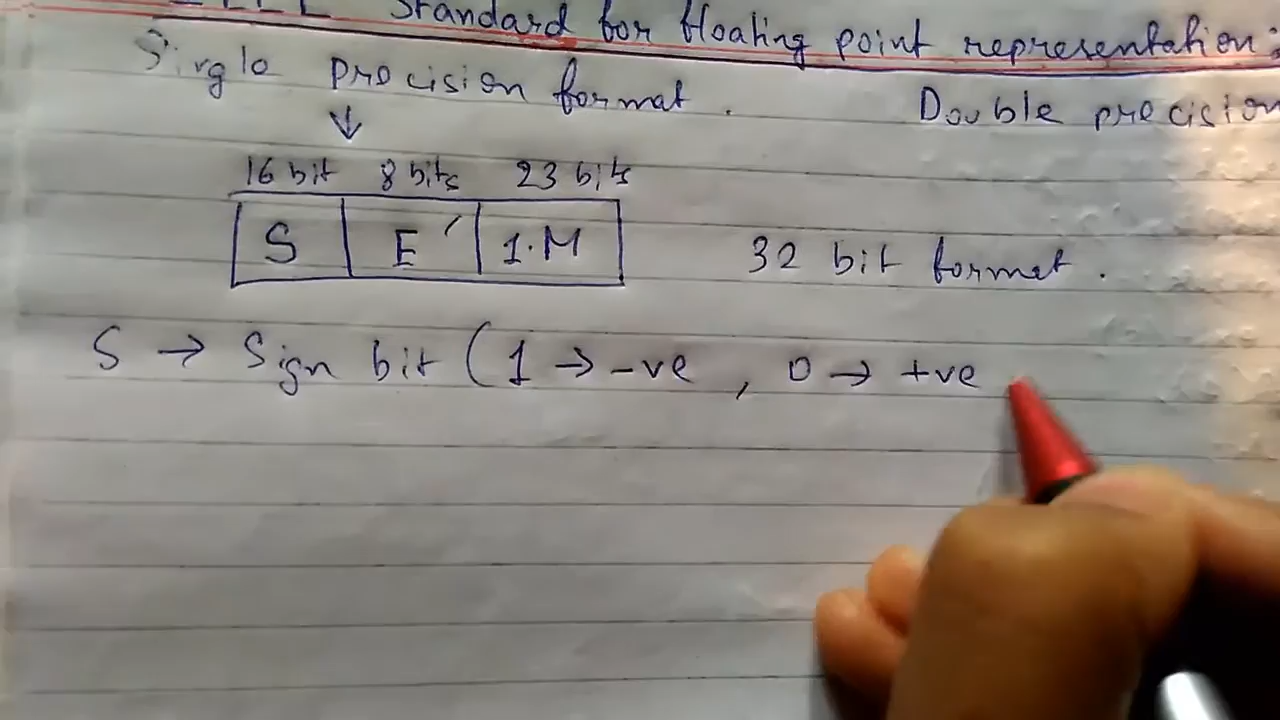 Standard for floating point representation:
Single precision format.
Double precision
↓
16 bit 8 bits 23 bits
S E′ 1.M
32 bit format.
S → Sign bit (1 → -ve, 0 → +ve